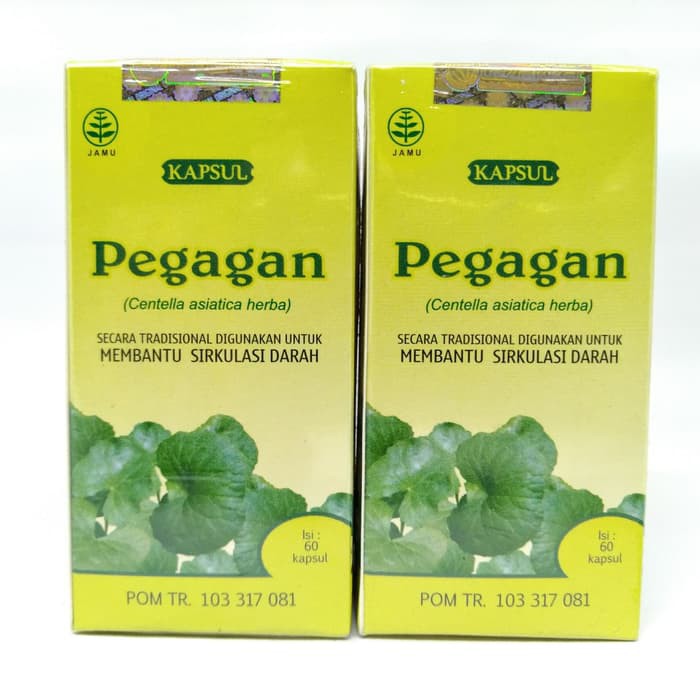 JAMU
KAPSUL
Pegagan
(Centella asiatica herba)
SECARA TRADISIONAL DIGUNAKAN UNTUK
MEMBANTU SIRKULASI DARAH
Isi :
60
kapsul
POM TR. 103 317 081
JAMU
KAPSUL
Pegagan
(Centella asiatica herba)
SECARA TRADISIONAL DIGUNAKAN UNTUK
MEMBANTU SIRKULASI DARAH
Isi :
60
kapsul
POM TR. 103 317 081